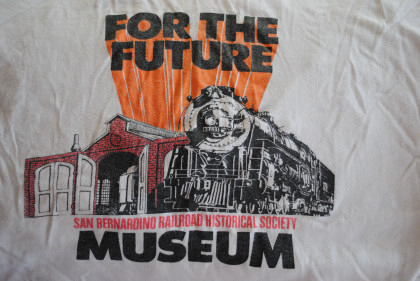 FOR THE
FUTURE
SAN BERNARDINO RAILROAD HISTORICAL SOCIETY
MUSEUM